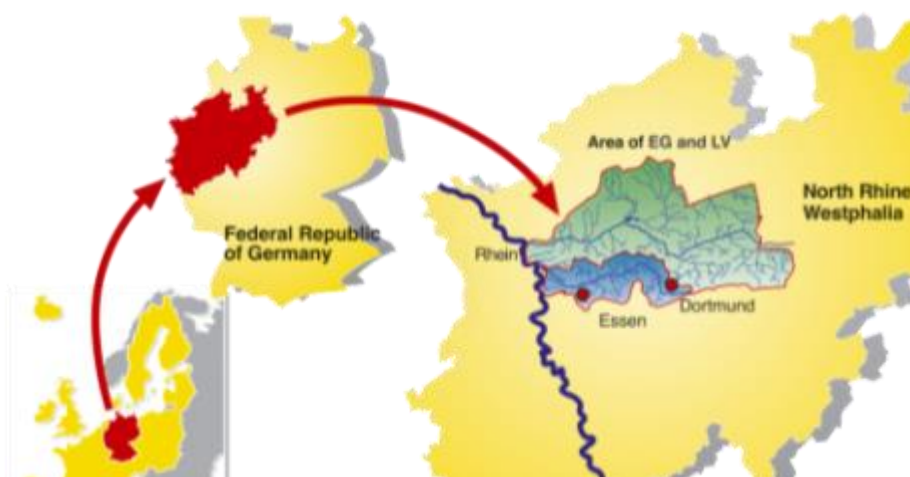 Area of EG and LV
North Rhine
Westphalia
Federal Republic
of Germany
Rhein
Dortmund
Essen